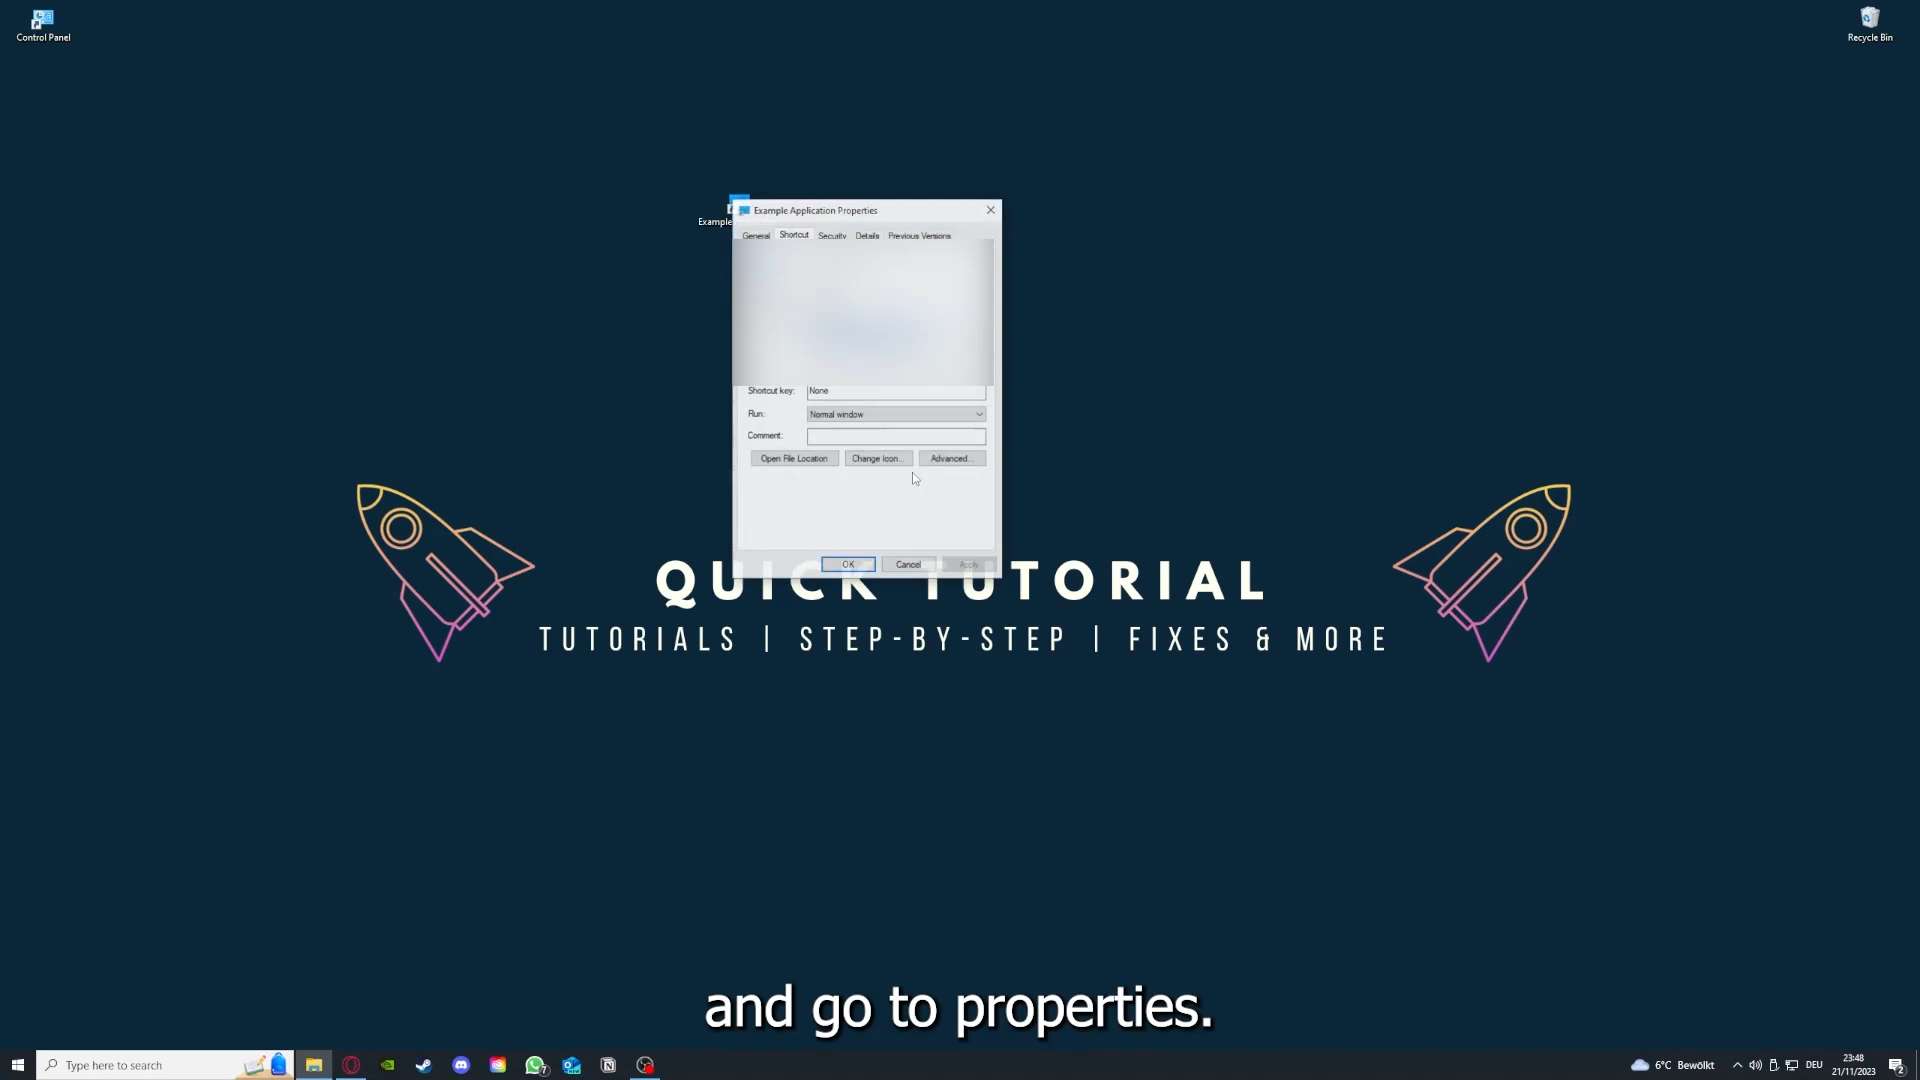 Control Panel
Recycle Bin
Example
Example Application Properties
General Shortcut Security Details Previous Versions
Shortcut key: None
Run: Normal window
Comment:
Open File Location Change Icon... Advanced...
OK Cancel Apply
QUICK TUTORIAL
TUTORIALS | STEP-BY-STEP | FIXES & MORE
and go to properties.
Type here to search
7
6°C Bewölkt
DEU
23:48
21/11/2023
2